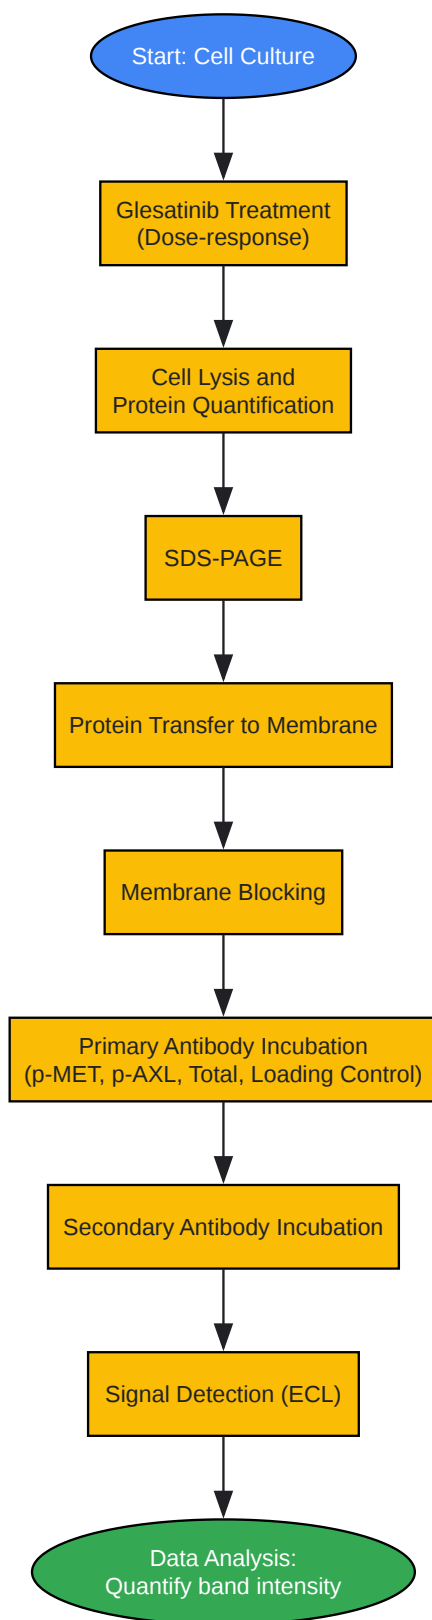 Start: Cell Culture
Glesatinib Treatment
(Dose-response)
Cell Lysis and
Protein Quantification
SDS-PAGE
Protein Transfer to Membrane
Membrane Blocking
Primary Antibody Incubation
(p-MET, p-AXL, Total, Loading Control)
Secondary Antibody Incubation
Signal Detection (ECL)
Data Analysis:
Quantify band intensity